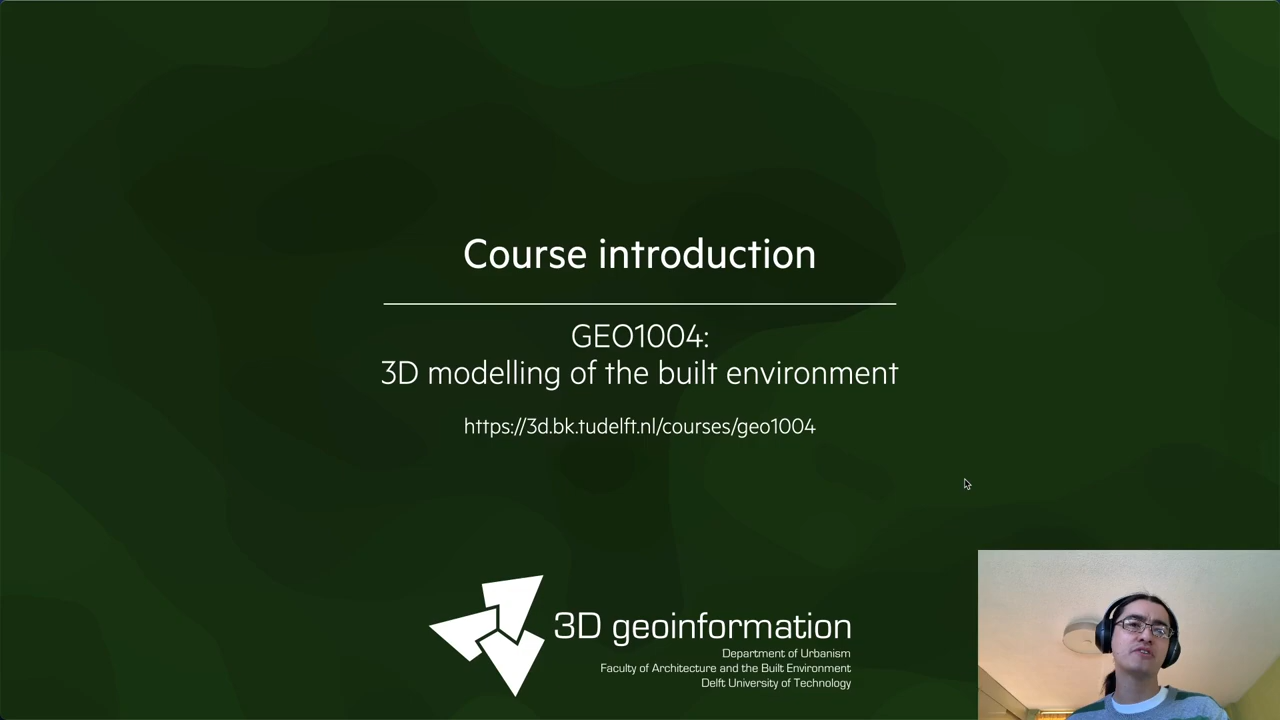 Course introduction
GEO1004:
3D modelling of the built environment
https://3d.bk.tudelft.nl/courses/geo1004
3D geoinformation
Department of Urbanism
Faculty of Architecture and the Built Environment
Delft University of Technology